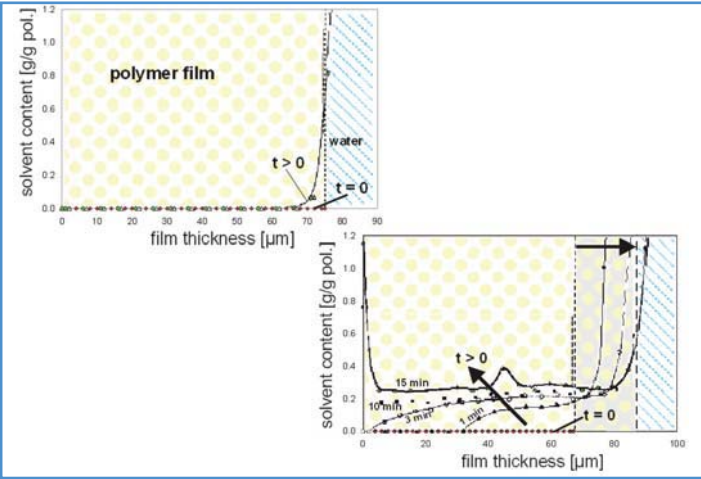 solvent content [g/g pol.]
1.2
1.0
0.8
0.6
0.4
0.2
0.0
polymer film
water
t > 0
t = 0
0 10 20 30 40 50 60 70 80 90
film thickness [µm]
solvent content [g/g pol.]
1.2
1.0
0.8
0.6
0.4
0.2
0.0
t > 0
15 min
10 min
3 min
1 min
t = 0
0 20 40 60 80 100
film thickness [µm]